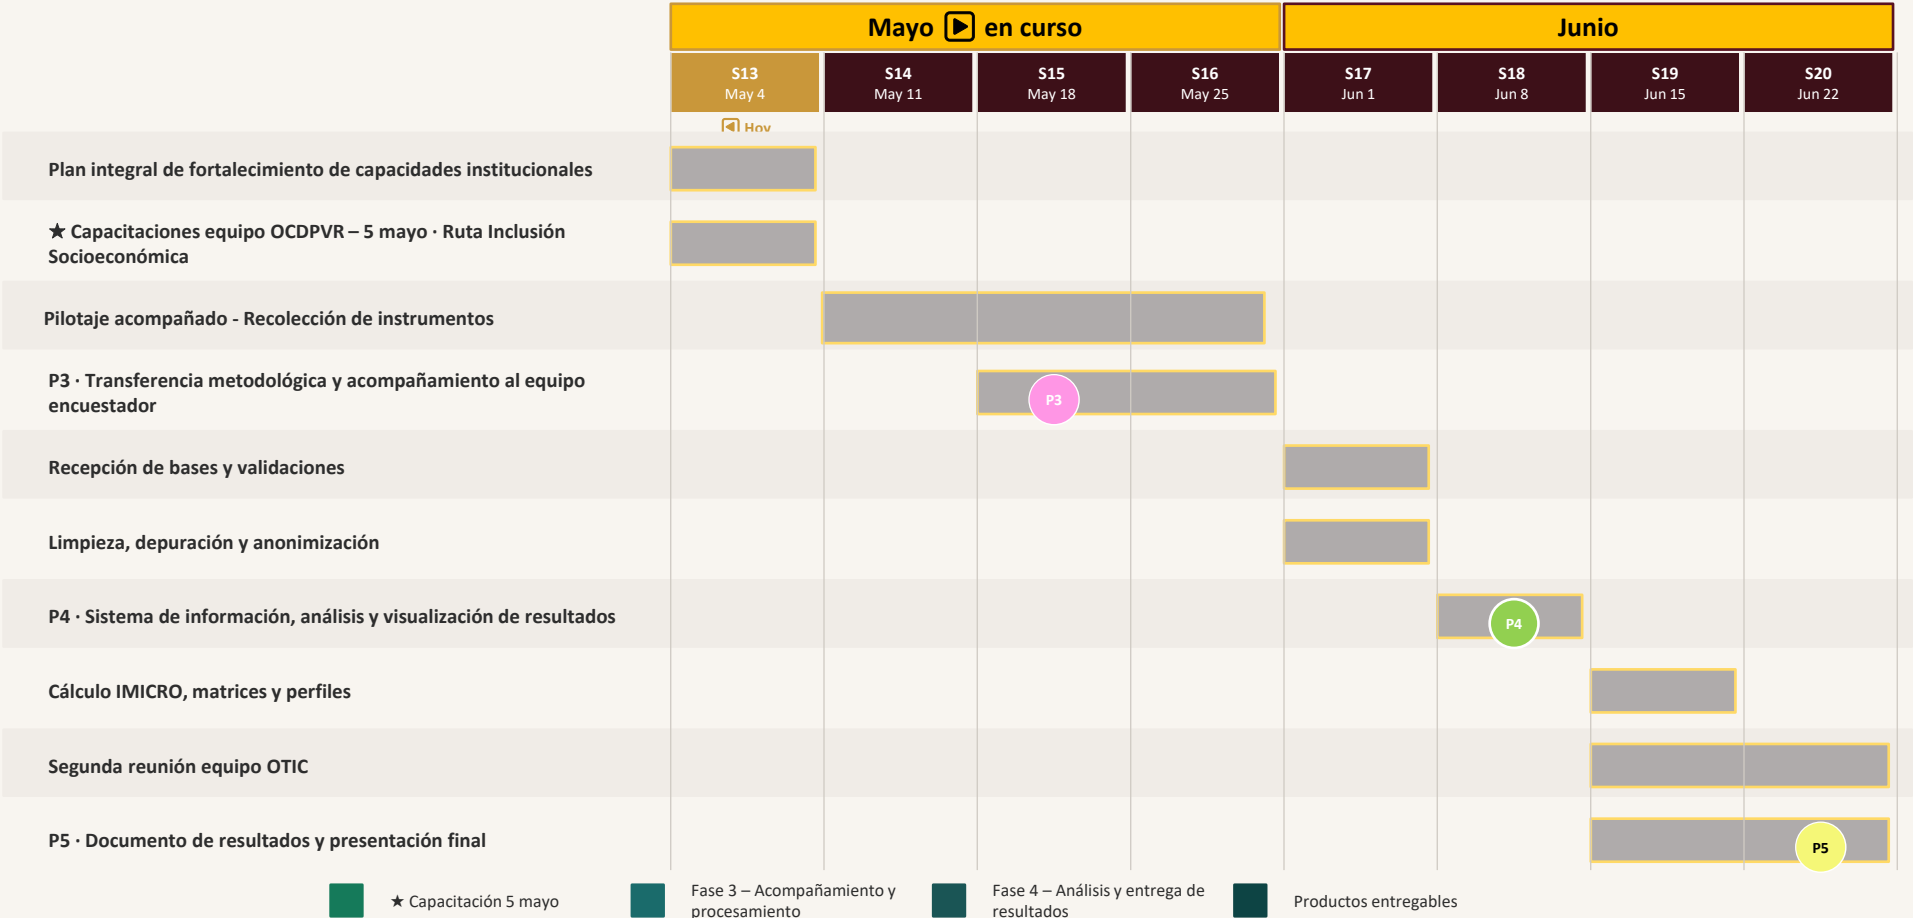 Mayo en curso
Junio
S13
May 4
S14
May 11
S15
May 18
S16
May 25
S17
Jun 1
S18
Jun 8
S19
Jun 15
S20
Jun 22
Hoy
Plan integral de fortalecimiento de capacidades institucionales
★ Capacitaciones equipo OCDPVR – 5 mayo · Ruta Inclusión
Socioeconómica
Pilotaje acompañado - Recolección de instrumentos
P3 · Transferencia metodológica y acompañamiento al equipo
encuestador
P3
Recepción de bases y validaciones
Limpieza, depuración y anonimización
P4 · Sistema de información, análisis y visualización de resultados
P4
Cálculo IMICRO, matrices y perfiles
Segunda reunión equipo OTIC
P5 · Documento de resultados y presentación final
P5
★ Capacitación 5 mayo
Fase 3 – Acompañamiento y
procesamiento
Fase 4 – Análisis y entrega de
resultados
Productos entregables